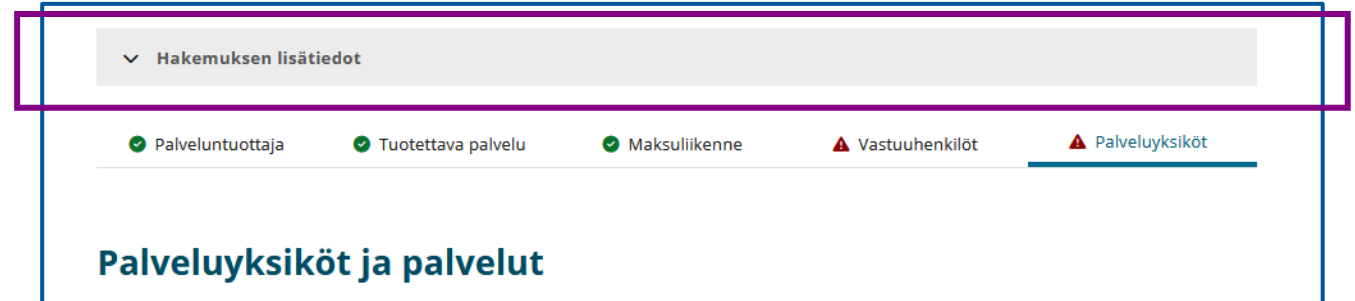 Hakemuksen lisätiedot
Palveluntuottaja Tuotettava palvelu Maksuliikenne Vastuuhenkilöt Palveluyksiköt
Palveluyksiköt ja palvelut